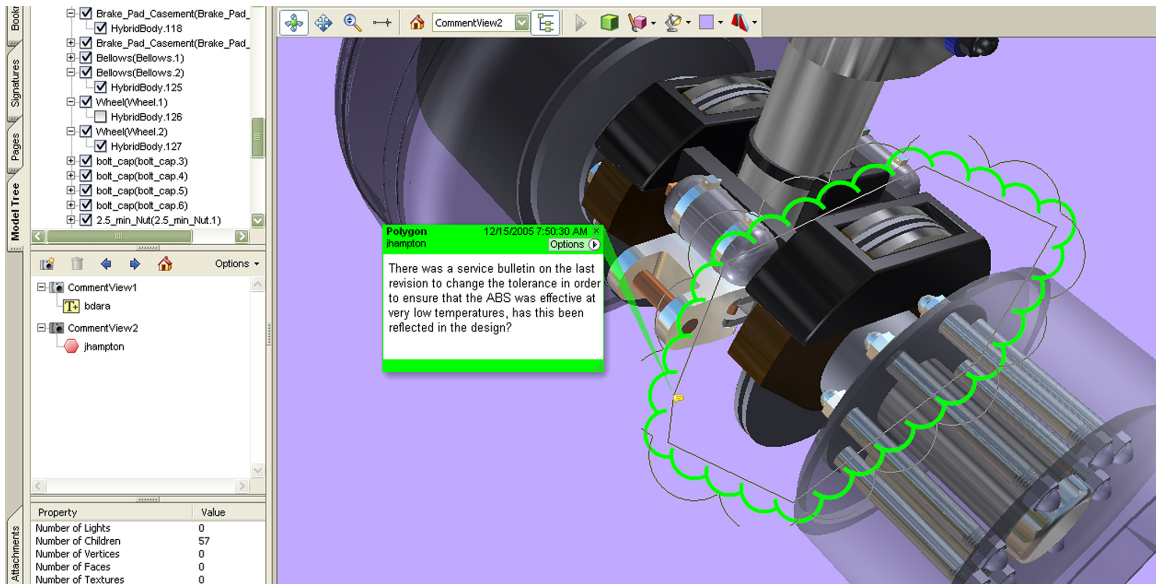 Bookr
Signatures
Pages
Model Tree
Attachments
Brake_Pad_Casement(Brake_Pad_
HybridBody.118
Brake_Pad_Casement(Brake_Pad_
Bellows(Bellows.1)
Bellows(Bellows.2)
HybridBody.125
Wheel(Wheel.1)
HybridBody.126
Wheel(Wheel.2)
HybridBody.127
bolt_cap(bolt_cap.3)
bolt_cap(bolt_cap.4)
bolt_cap(bolt_cap.5)
bolt_cap(bolt_cap.6)
2.5_min_Nut(2.5_min_Nut.1)
Options
CommentView1
T+ bdara
CommentView2
jhampton
Property Value
Number of Lights 0
Number of Children 57
Number of Vertices 0
Number of Faces 0
Number of Textures 0
CommentView2
Polygon 12/15/2005 7:50:30 AM
jhampton Options
There was a service bulletin on the last
revision to change the tolerance in order
to ensure that the ABS was effective at
very low temperatures, has this been
reflected in the design?